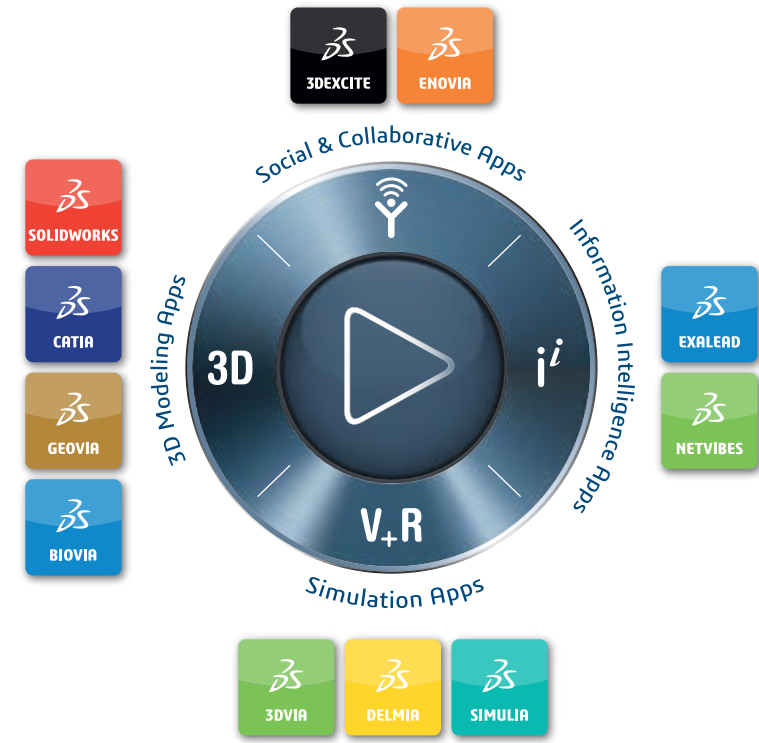 3DEXCITE
ENOVIA
Social & Collaborative Apps
SOLIDWORKS
CATIA
GEOVIA
BIOVIA
3D Modeling Apps
3D
i i
Information Intelligence Apps
EXALEAD
NETVIBES
V+R
Simulation Apps
3DVIA
DELMIA
SIMULIA